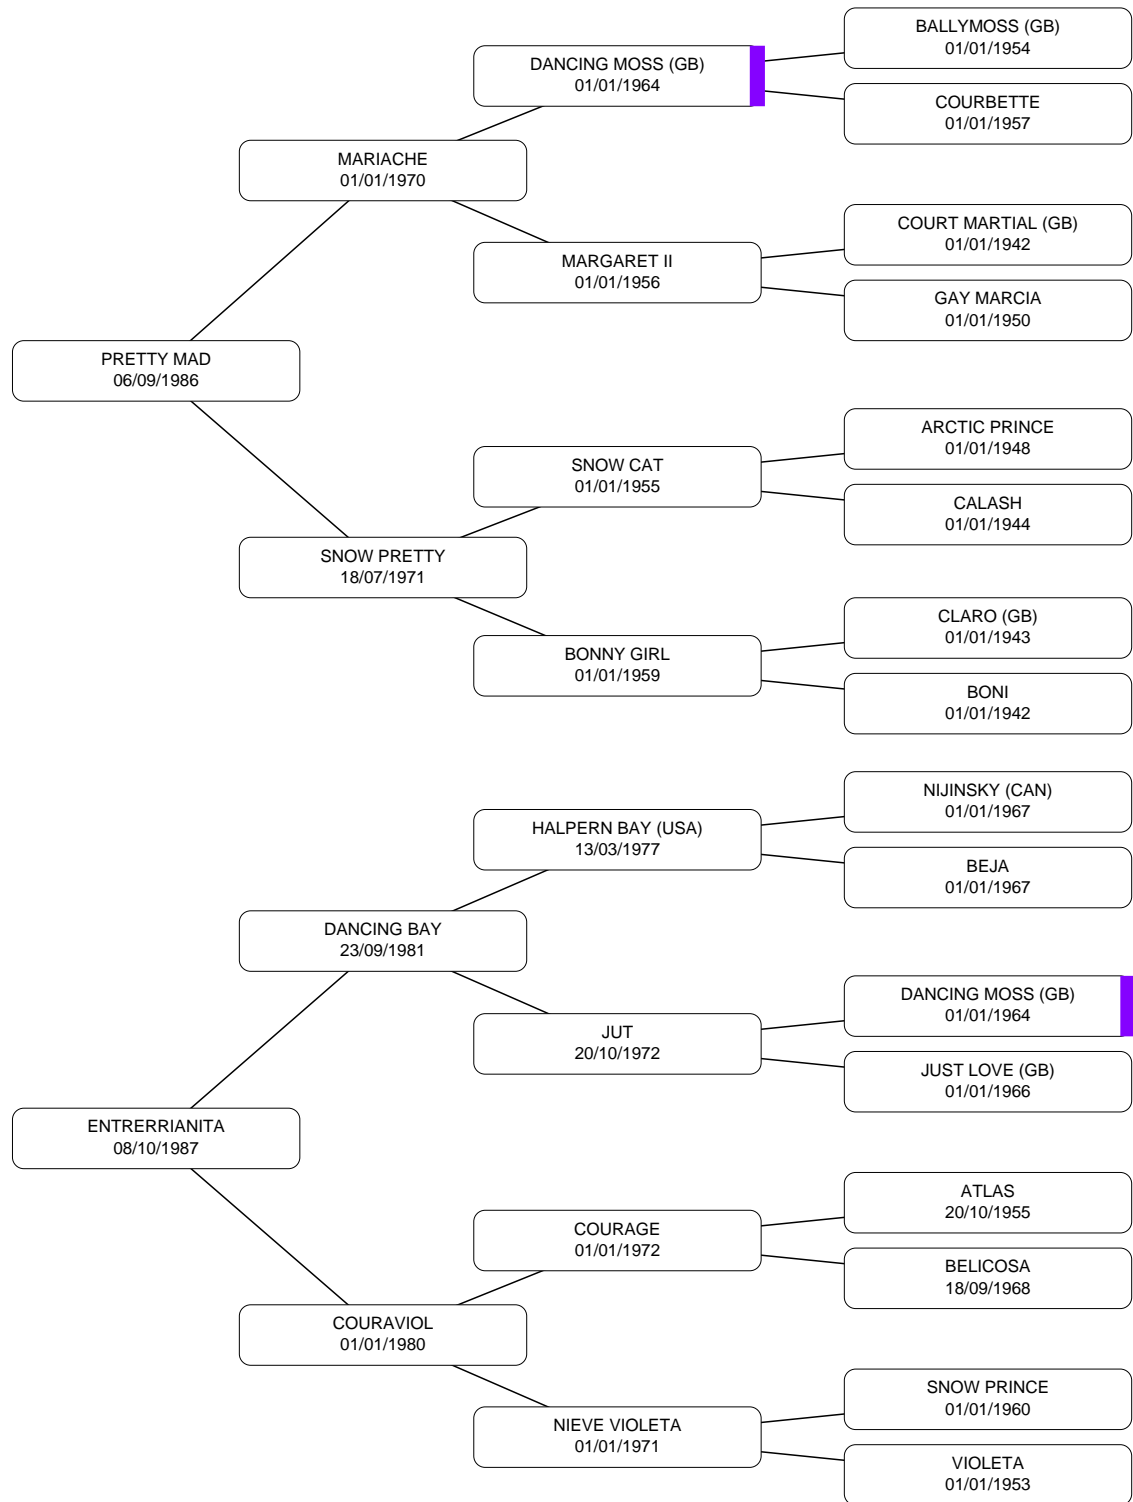 BALLYMOSS (GB)
01/01/1954
DANCING MOSS (GB)
01/01/1964
COURBETTE
01/01/1957
MARIACHE
01/01/1970
COURT MARTIAL (GB)
01/01/1942
MARGARET II
01/01/1956
GAY MARCIA
01/01/1950
PRETTY MAD
06/09/1986
ARCTIC PRINCE
01/01/1948
SNOW CAT
01/01/1955
CALASH
01/01/1944
SNOW PRETTY
18/07/1971
CLARO (GB)
01/01/1943
BONNY GIRL
01/01/1959
BONI
01/01/1942
NIJINSKY (CAN)
01/01/1967
HALPERN BAY (USA)
13/03/1977
BEJA
01/01/1967
DANCING BAY
23/09/1981
DANCING MOSS (GB)
01/01/1964
JUT
20/10/1972
JUST LOVE (GB)
01/01/1966
ENTRERRIANITA
08/10/1987
ATLAS
20/10/1955
COURAGE
01/01/1972
BELICOSA
18/09/1968
COURAVIOL
01/01/1980
SNOW PRINCE
01/01/1960
NIEVE VIOLETA
01/01/1971
VIOLETA
01/01/1953